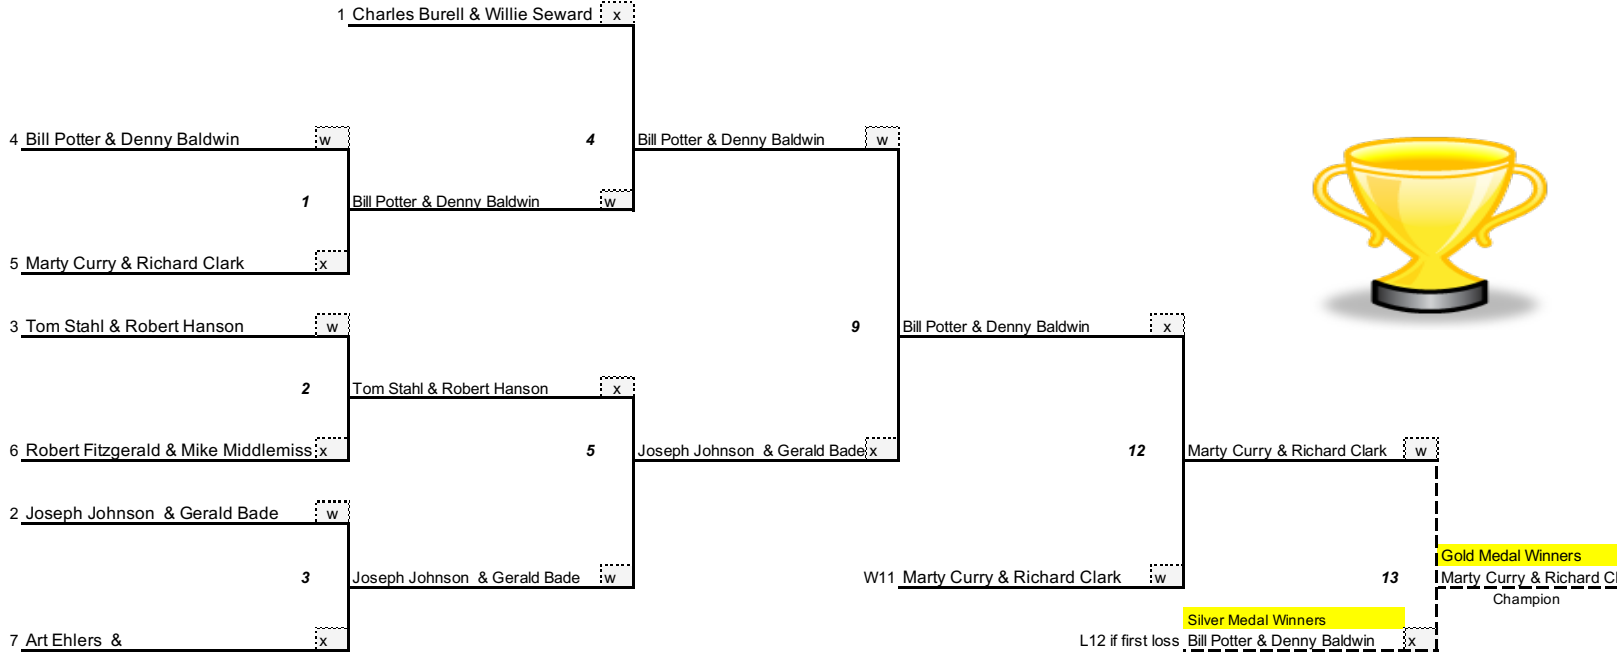 1 Charles Burell & Willie Seward x
4 Bill Potter & Denny Baldwin w
4 Bill Potter & Denny Baldwin w
1 Bill Potter & Denny Baldwin w
5 Marty Curry & Richard Clark x
3 Tom Stahl & Robert Hanson w
9 Bill Potter & Denny Baldwin x
2 Tom Stahl & Robert Hanson x
6 Robert Fitzgerald & Mike Middlemiss x
5 Joseph Johnson & Gerald Bade x
12 Marty Curry & Richard Clark w
2 Joseph Johnson & Gerald Bade w
Gold Medal Winners
3 Joseph Johnson & Gerald Bade w
W11 Marty Curry & Richard Clark w
13 Marty Curry & Richard Cl
Champion
Silver Medal Winners
7 Art Ehlers & x
L12 if first loss Bill Potter & Denny Baldwin x